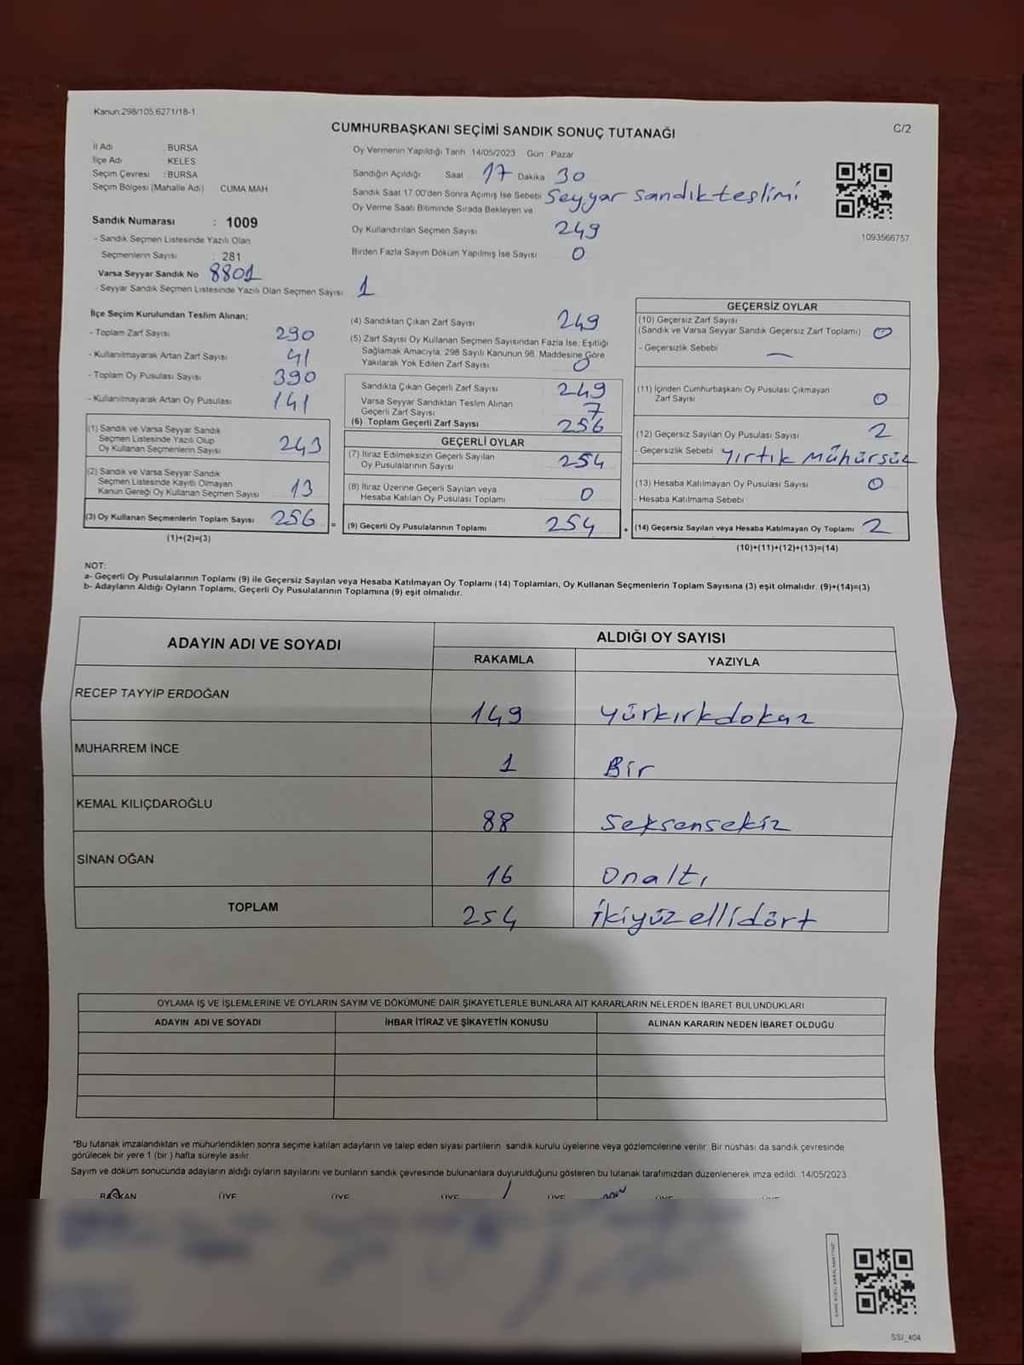 Kanun:298/105,6271/18-1
C/2
CUMHURBAŞKANI SEÇİMİ SANDIK SONUÇ TUTANAĞI
İl Adı : BURSA
İlçe Adı : KELES
Seçim Çevresi : BURSA
Seçim Bölgesi (Mahalle Adı) CUMA MAH
Sandık Numarası : 1009
- Sandık Seçmen Listesinde Yazılı Olan
Seçmenlerin Sayısı : 281
Varsa Seyyar Sandık No 8801
- Seyyar Sandık Seçmen Listesinde Yazılı Olan Seçmen Sayısı 1
Oy Vermenin Yapıldığı Tarih 14/05/2023 Gün Pazar
Sandığın Açıldığı Saat 17 Dakika 30
Sandık Saat 17:00'den Sonra Açımış İse Sebebi Seyyar sandık teslimi
Oy Verme Saati Bitiminde Sırada Bekleyen ve
Oy Kullandırılan Seçmen Sayısı 249
Birden Fazla Sayım Döküm Yapılmış İse Sayısı 0
1093566757
İlçe Seçim Kurulundan Teslim Alınan;
- Toplam Zarf Sayısı 290
- Kullanılmayarak Artan Zarf Sayısı 41
- Toplam Oy Pusulası Sayısı 390
- Kullanılmayarak Artan Oy Pusulası 141
(1) Sandık ve Varsa Seyyar Sandık
Seçmen Listesinde Yazılı Olup
Oy Kullanan Seçmenlerin Sayısı 243
(2) Sandık ve Varsa Seyyar Sandık
Seçmen Listesinde Kayıtlı Olmayan
Kanun Gereği Oy Kullanan Seçmen Sayısı 13
(3) Oy Kullanan Seçmenlerin Toplam Sayısı 256 =
(1)+(2)=(3)
(4) Sandıktan Çıkan Zarf Sayısı 249
(5) Zarf Sayısı Oy Kullanan Seçmen Sayısından Fazla İse, Eşitliği
Sağlamak Amacıyla, 298 Sayılı Kanunun 98. Maddesine Göre
Yakılarak Yok Edilen Zarf Sayısı 0
Sandıkta Çıkan Geçerli Zarf Sayısı 249
Varsa Seyyar Sandıktan Teslim Alınan
Geçerli Zarf Sayısı 7
(6) Toplam Geçerli Zarf Sayısı 256
GEÇERLİ OYLAR
(7) İtiraz Edilmeksizin Geçerli Sayılan
Oy Pusulalarının Sayısı 254
(8) İtiraz Üzerine Geçerli Sayılan veya
Hesaba Katılan Oy Pusulası Toplamı 0
(9) Geçerli Oy Pusulalarının Toplamı 254 +
GEÇERSİZ OYLAR
(10) Geçersiz Zarf Sayısı
(Sandık ve Varsa Seyyar Sandık Geçersiz Zarf Toplamı) 0
- Geçersizlik Sebebi —
(11) İçinden Cumhurbaşkanı Oy Pusulası Çıkmayan
Zarf Sayısı 0
(12) Geçersiz Sayılan Oy Pusulası Sayısı 2
- Geçersizlik Sebebi Yırtık Mühürsüz
(13) Hesaba Katılmayan Oy Pusulası Sayısı 0
- Hesaba Katılmama Sebebi
(14) Geçersiz Sayılan veya Hesaba Katılmayan Oy Toplamı 2
(10)+(11)+(12)+(13)=(14)
NOT:
a- Geçerli Oy Pusulalarının Toplamı (9) ile Geçersiz Sayılan veya Hesaba Katılmayan Oy Toplamı (14) Toplamları, Oy Kullanan Seçmenlerin Toplam Sayısına (3) eşit olmalıdır. (9)+(14)=(3)
b- Adayların Aldığı Oyların Toplamı, Geçerli Oy Pusulalarının Toplamına (9) eşit olmalıdır.
ADAYIN ADI VE SOYADI ALDIĞI OY SAYISI
RAKAMLA YAZIYLA
RECEP TAYYİP ERDOĞAN 149 yürkırkdokaz
MUHARREM İNCE 1 Bir
KEMAL KILIÇDAROĞLU 88 Seksensekiz
SİNAN OĞAN 16 Onaltı
TOPLAM 254 İkiyüzellidört
OYLAMA İŞ VE İŞLEMLERİNE VE OYLARIN SAYIM VE DÖKÜMÜNE DAİR ŞİKAYETLERLE BUNLARA AİT KARARLARIN NELERDEN İBARET BULUNDUKLARI
ADAYIN ADI VE SOYADI İHBAR İTİRAZ VE ŞİKAYETİN KONUSU ALINAN KARARIN NEDEN İBARET OLDUĞU
*Bu tutanak imzalandıktan ve mühürlendikten sonra seçime katılan adayların ve talep eden siyasi partilerin sandık kurulu üyelerine veya gözlemcilerine verilir. Bir nüshası da sandık çevresinde
görülecek bir yere 1 (bir ) hafta süreyle asılır.
Sayım ve döküm sonucunda adayların aldığı oyların sayılarını ve bunların sandık çevresinde bulunanlara duyurulduğunu gösteren bu tutanak tarafımızdan düzenlenerek imza edildi. 14/05/2023
BAŞKAN ÜYE ÜYE ÜYE ÜYE ÜYE ÜYE
SSI_404